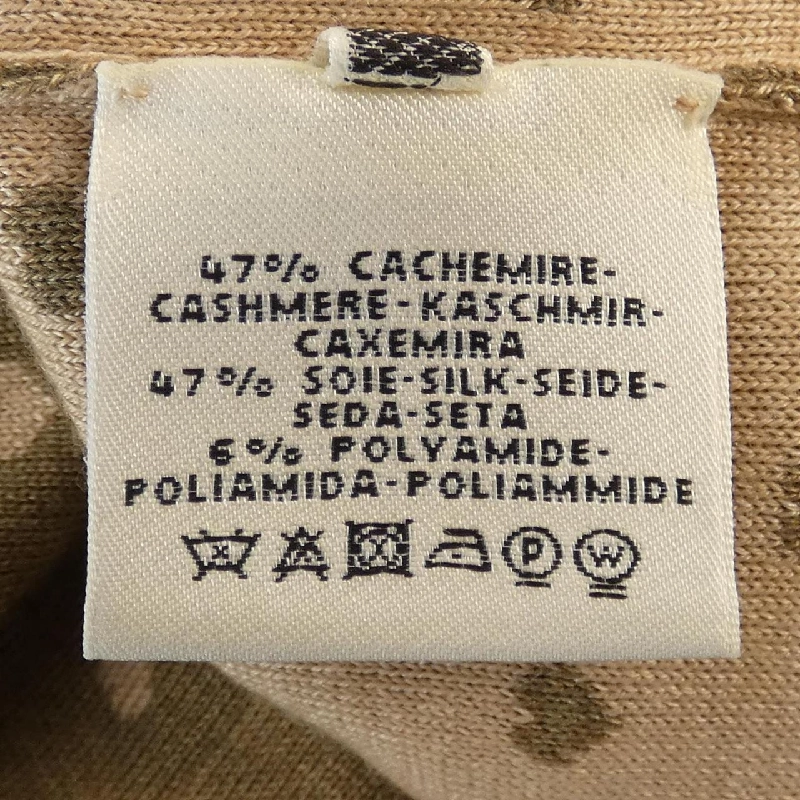 47% CACHEMIRE-
CASHMERE-KASCHMIR-
CAXEMIRA
47% SOIE-SILK-SEIDE-
SEDA-SETA
6% POLYAMIDE-
POLIAMIDA-POLIAMMIDE
P W